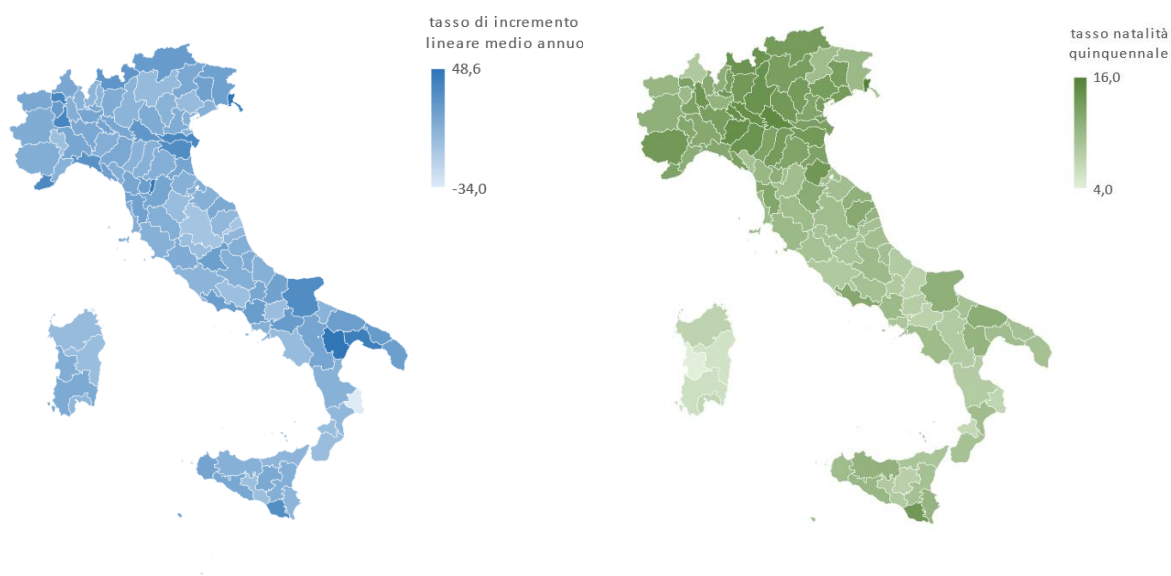 tasso di incremento
lineare medio annuo
48,6
-34,0
tasso natalità
quinquennale
16,0
4,0